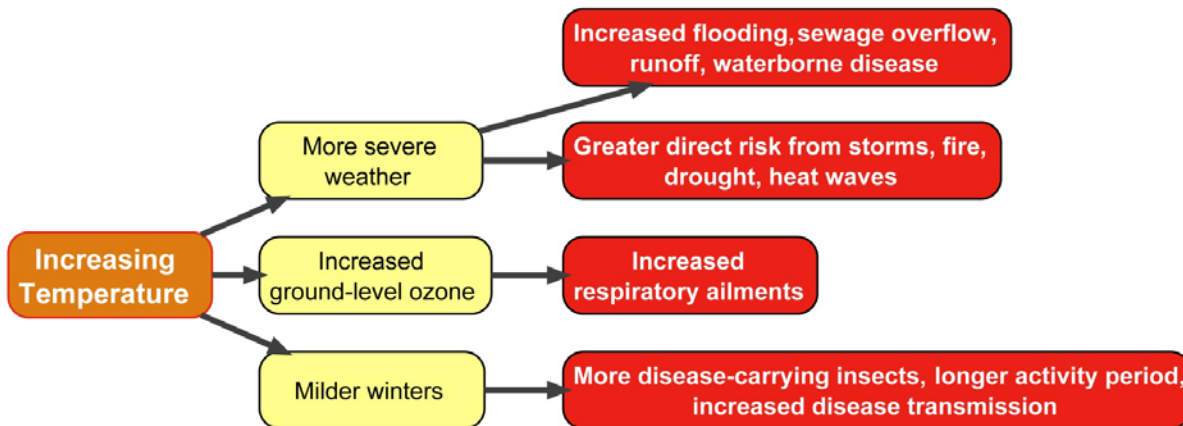 Increased flooding, sewage overflow,
runoff, waterborne disease
More severe
weather
Greater direct risk from storms, fire,
drought, heat waves
Increasing
Temperature
Increased
ground-level ozone
Increased
respiratory ailments
Milder winters
More disease-carrying insects, longer activity period,
increased disease transmission